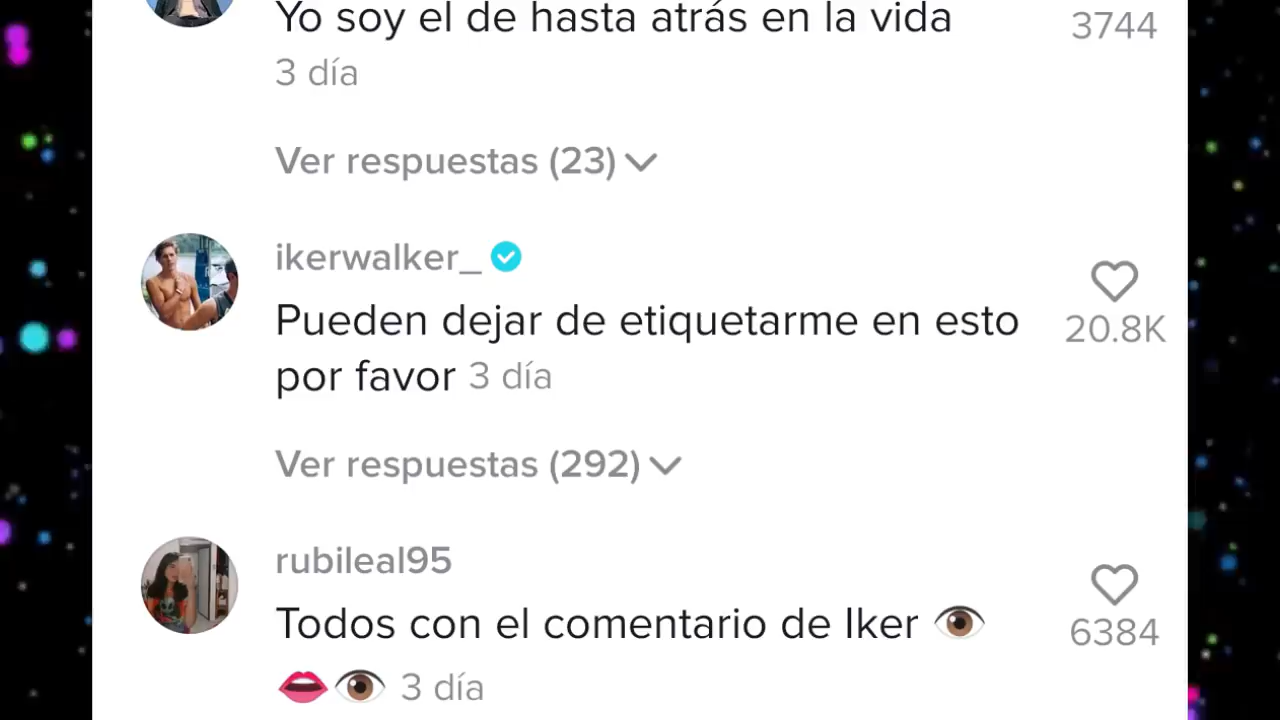 Yo soy el de hasta atrás en la vida
3744
3 día
Ver respuestas (23)
ikerwalker_
Pueden dejar de etiquetarme en esto
por favor 3 día
20.8K
Ver respuestas (292)
rubileal95
Todos con el comentario de Iker 👁️
👄👁️ 3 día
6384